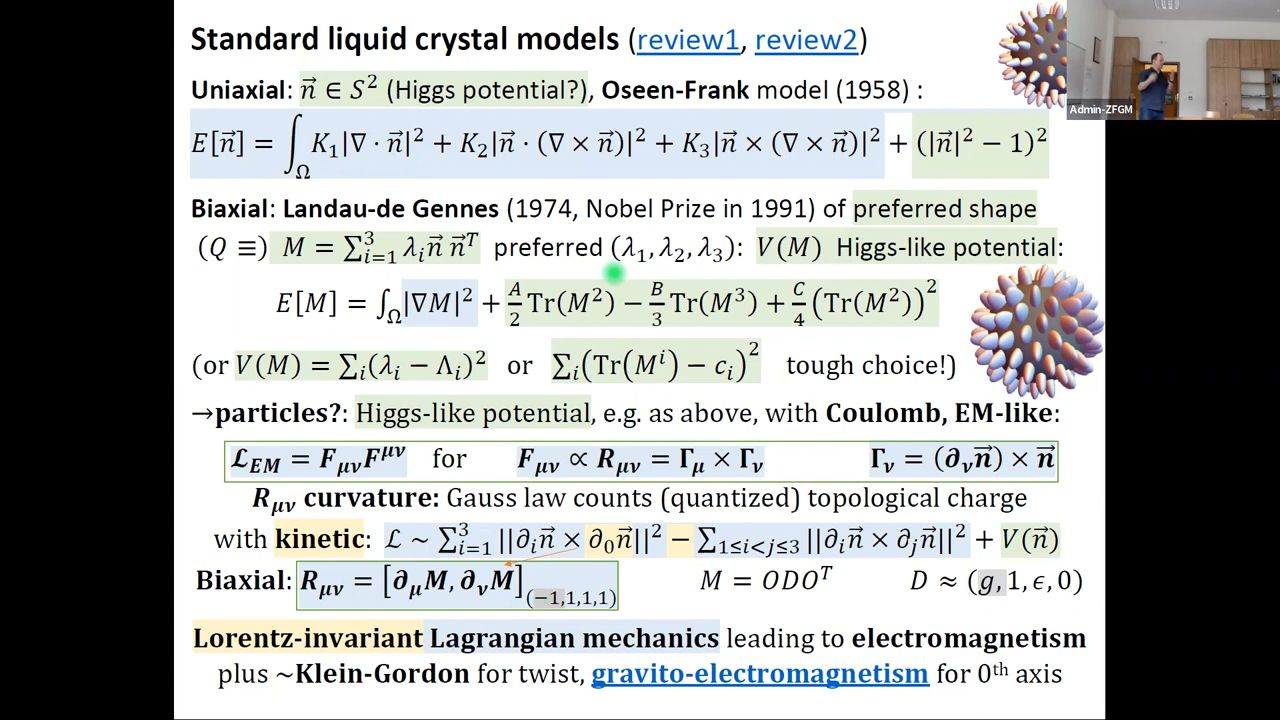 Standard liquid crystal models (review1, review2)
Uniaxial: n⃗ ∈ S² (Higgs potential?), Oseen-Frank model (1958) :
E[n⃗] = ∫_Ω K₁|∇ · n⃗|² + K₂|n⃗ · (∇ × n⃗)|² + K₃|n⃗ × (∇ × n⃗)|² + (|n⃗|² − 1)²
Admin-ZFGM
Biaxial: Landau-de Gennes (1974, Nobel Prize in 1991) of preferred shape
(Q ≡) M = ∑_{i=1}^{3} λᵢn⃗ n⃗ᵀ preferred (λ₁, λ₂, λ₃): V(M) Higgs-like potential:
E[M] = ∫_Ω |∇M|² + A/2 Tr(M²) − B/3 Tr(M³) + C/4 (Tr(M²))²
(or V(M) = ∑ᵢ(λᵢ − Λᵢ)² or ∑ᵢ(Tr(Mⁱ) − cᵢ)² tough choice!)
→particles?: Higgs-like potential, e.g. as above, with Coulomb, EM-like:
ℒ_EM = F_μν F^μν for F_μν ∝ R_μν = Γ_μ × Γ_ν Γ_ν = (∂_ν n⃗) × n⃗
R_μν curvature: Gauss law counts (quantized) topological charge
with kinetic: ℒ ~ ∑_{i=1}^{3} ||∂ᵢn⃗ × ∂₀n⃗||² − ∑_{1≤i<j≤3} ||∂ᵢn⃗ × ∂ⱼn⃗||² + V(n⃗)
Biaxial: R_μν = [∂_μ M, ∂_ν M]_(−1,1,1,1) M = ODOᵀ D ≈ (g, 1, ϵ, 0)
Lorentz-invariant Lagrangian mechanics leading to electromagnetism
plus ~Klein-Gordon for twist, gravito-electromagnetism for 0th axis